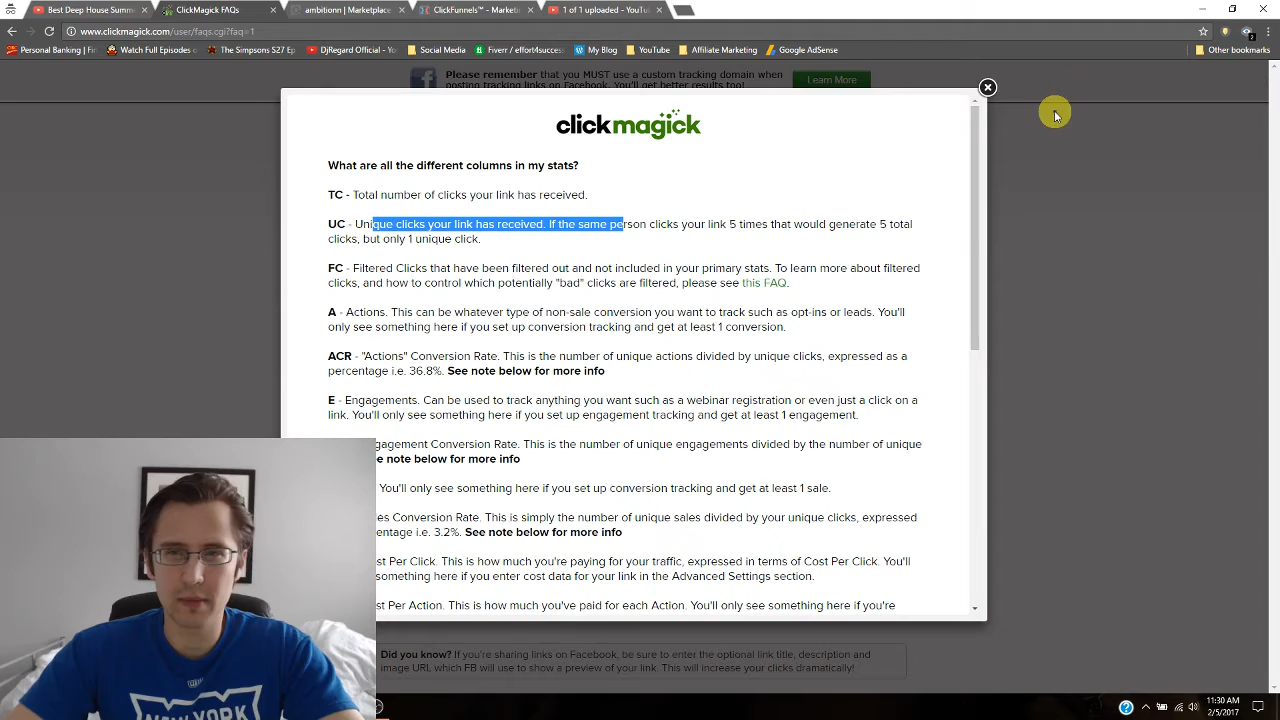 Best Deep House Summ
ClickMagick FAQs
ambitionn | Marketplace
ClickFunnels™ - Marketi
1 of 1 uploaded - YouTu
www.clickmagick.com/user/faqs.cgi?faq=1
Personal Banking | Fin
Watch Full Episodes o
The Simpsons S27 Ep
DjRegard Official - Yo
Social Media
Fiverr / effort4success
My Blog
YouTube
Affiliate Marketing
Google AdSense
Other bookmarks
Please remember that you MUST use a custom tracking domain when
posting tracking links on Facebook. You'll get better results too!
Learn More
clickmagick
What are all the different columns in my stats?
TC - Total number of clicks your link has received.
UC - Unique clicks your link has received. If the same person clicks your link 5 times that would generate 5 total
clicks, but only 1 unique click.
FC - Filtered Clicks that have been filtered out and not included in your primary stats. To learn more about filtered
clicks, and how to control which potentially "bad" clicks are filtered, please see this FAQ.
A - Actions. This can be whatever type of non-sale conversion you want to track such as opt-ins or leads. You'll
only see something here if you set up conversion tracking and get at least 1 conversion.
ACR - "Actions" Conversion Rate. This is the number of unique actions divided by unique clicks, expressed as a
percentage i.e. 36.8%. See note below for more info
E - Engagements. Can be used to track anything you want such as a webinar registration or even just a click on a
link. You'll only see something here if you set up engagement tracking and get at least 1 engagement.
gagement Conversion Rate. This is the number of unique engagements divided by the number of unique
e note below for more info
You'll only see something here if you set up conversion tracking and get at least 1 sale.
es Conversion Rate. This is simply the number of unique sales divided by your unique clicks, expressed
centage i.e. 3.2%. See note below for more info
st Per Click. This is how much you're paying for your traffic, expressed in terms of Cost Per Click. You'll
something here if you enter cost data for your link in the Advanced Settings section.
st Per Action. This is how much you've paid for each Action. You'll only see something here if you're
Did you know? If you're sharing links on Facebook, be sure to enter the optional link title, description and
image URL which FB will use to show a preview of your link. This will increase your clicks dramatically!
NEW YORK
11:30 AM
2/5/2017